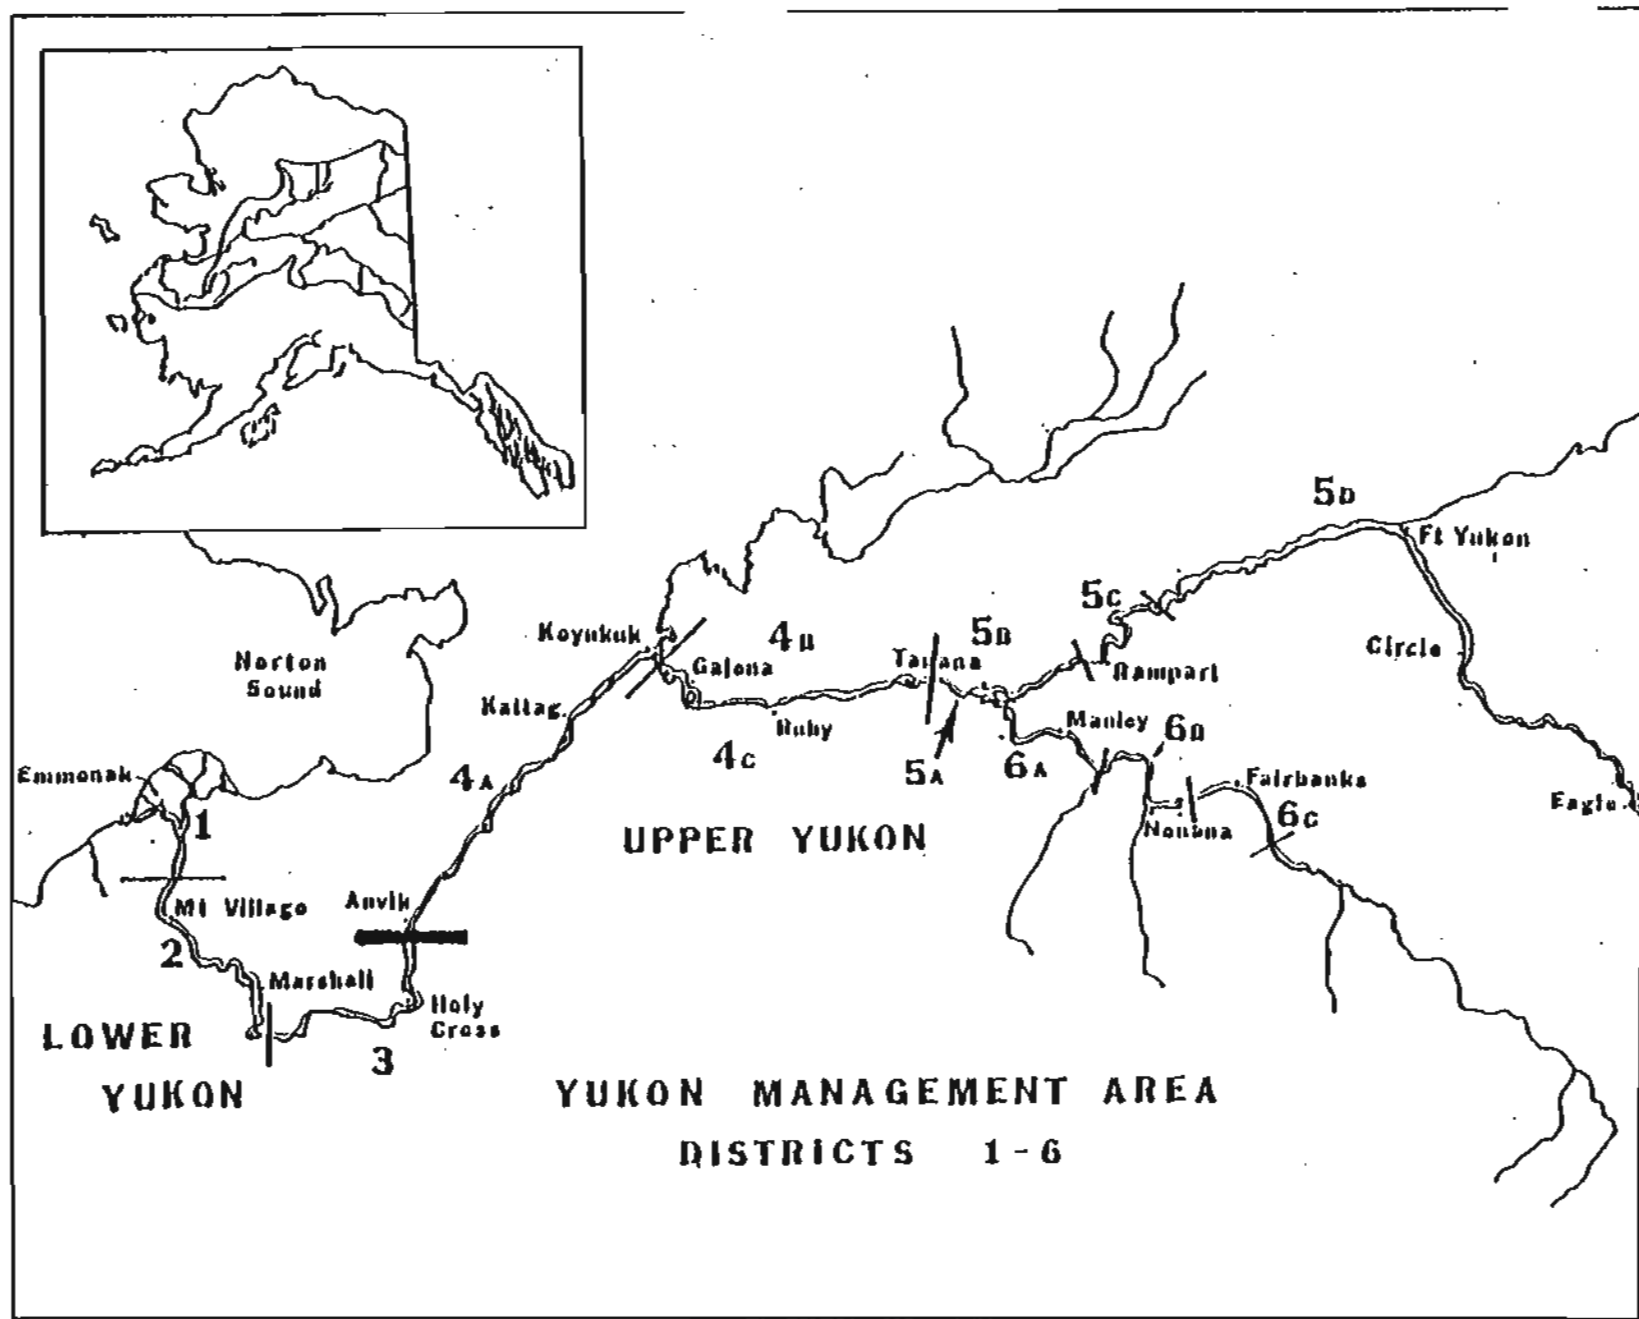 5D
Ft Yukon
5C
Koyukuk
4B
5B
Norton
Sound
Galena
Tanana
Rampart
Circle
Kaltag
Ruby
Manley
6B
4C
Emmonak
4A
5A
6A
Fairbanks
Eagle
1
UPPER YUKON
Nenana
6C
Mt Village
Anvik
2
Marshall
Holy
Cross
LOWER
YUKON
3
YUKON MANAGEMENT AREA
DISTRICTS 1-6